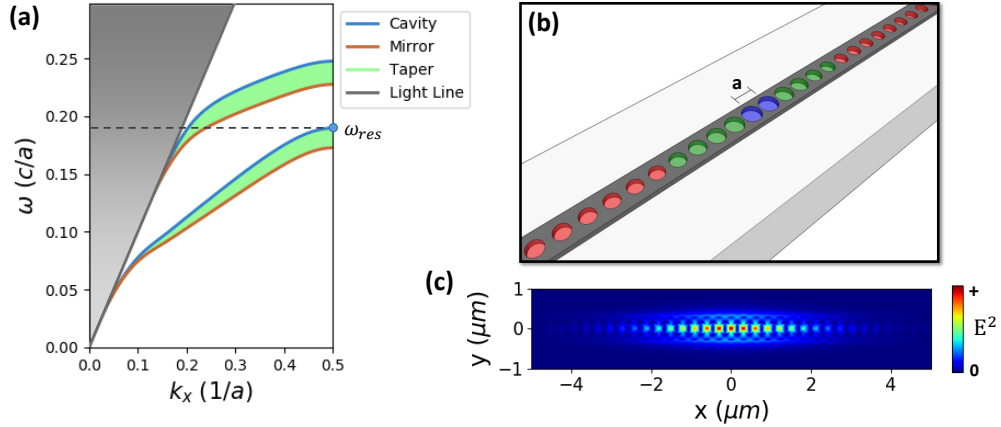 (a)
Cavity
Mirror
Taper
Light Line
0.25
0.20
0.15
0.10
0.05
0.00
ω (c/a)
ω_res
0.0 0.1 0.2 0.3 0.4 0.5
k_x (1/a)
(b)
a
(c)
1
0
-1
y (μm)
−4 −2 0 2 4
x (μm)
+
E²
0